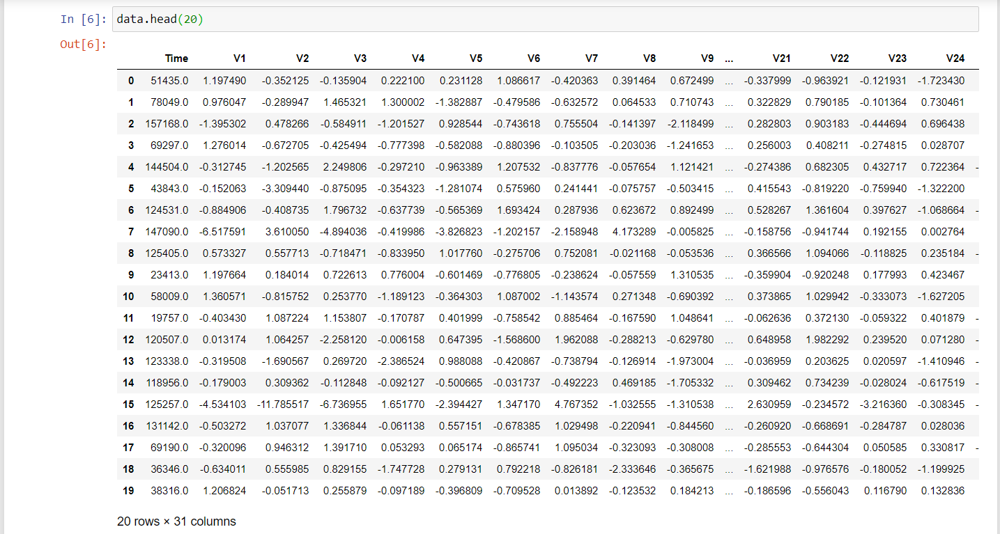 In [6]: data.head(20)
Out[6]:
Time V1 V2 V3 V4 V5 V6 V7 V8 V9 ... V21 V22 V23 V24
0 51435.0 1.197490 -0.352125 -0.135904 0.222100 0.231128 1.086617 -0.420363 0.391464 0.672499 ... -0.337999 -0.963921 -0.121931 -1.723430
1 78049.0 0.976047 -0.289947 1.465321 1.300002 -1.382887 -0.479586 -0.632572 0.064533 0.710743 ... 0.322829 0.790185 -0.101364 0.730461
2 157168.0 -1.395302 0.478266 -0.584911 -1.201527 0.928544 -0.743618 0.755504 -0.141397 -2.118499 ... 0.282803 0.903183 -0.444694 0.696438
3 69297.0 1.276014 -0.672705 -0.425494 -0.777398 -0.582088 -0.880396 -0.103505 -0.203036 -1.241653 ... 0.256003 0.408211 -0.274815 0.028707
4 144504.0 -0.312745 -1.202565 2.249806 -0.297210 -0.963389 1.207532 -0.837776 -0.057654 1.121421 ... -0.274386 0.682305 0.432717 0.722364 -
5 43843.0 -0.152063 -3.309440 -0.875095 -0.354323 -1.281074 0.575960 0.241441 -0.075757 -0.503415 ... 0.415543 -0.819220 -0.759940 -1.322200
6 124531.0 -0.884906 -0.408735 1.796732 -0.637739 -0.565369 1.693424 0.287936 0.623672 0.892499 ... 0.528267 1.361604 0.397627 -1.068664 -
7 147090.0 -6.517591 3.610050 -4.894036 -0.419986 -3.826823 -1.202157 -2.158948 4.173289 -0.005825 ... -0.158756 -0.941744 0.192155 0.002764
8 125405.0 0.573327 0.557713 -0.718471 -0.833950 1.017760 -0.275706 0.752081 -0.021168 -0.053536 ... 0.366566 1.094066 -0.118825 0.235184 -
9 23413.0 1.197664 0.184014 0.722613 0.776004 -0.601469 -0.776805 -0.238624 -0.057559 1.310535 ... -0.359904 -0.920248 0.177993 0.423467
10 58009.0 1.360571 -0.815752 0.253770 -1.189123 -0.364303 1.087002 -1.143574 0.271348 -0.690392 ... 0.373865 1.029942 -0.333073 -1.627205
11 19757.0 -0.403430 1.087224 1.153807 -0.170787 0.401999 -0.758542 0.885464 -0.167590 1.048641 ... -0.062636 0.372130 -0.059322 0.401879 -
12 120507.0 0.013174 1.064257 -2.258120 -0.006158 0.647395 -1.568600 1.962088 -0.288213 -0.629780 ... 0.648958 1.982292 0.239520 0.071280 -
13 123338.0 -0.319508 -1.690567 0.269720 -2.386524 0.988088 -0.420867 -0.738794 -0.126914 -1.973004 ... -0.036959 0.203625 0.020597 -1.410946 -
14 118956.0 -0.179003 0.309362 -0.112848 -0.092127 -0.500665 -0.031737 -0.492223 0.469185 -1.705332 ... 0.309462 0.734239 -0.028024 -0.617519 -
15 125257.0 -4.534103 -11.785517 -6.736955 1.651770 -2.394427 1.347170 4.767352 -1.032555 -1.310538 ... 2.630959 -0.234572 -3.216360 -0.308345 -
16 131142.0 -0.503272 1.037077 1.336844 -0.061138 0.557151 -0.678385 1.029498 -0.220941 -0.844560 ... -0.260920 -0.668691 -0.284787 0.028036
17 69190.0 -0.320096 0.946312 1.391710 0.053293 0.065174 -0.865741 1.095034 -0.323093 -0.308008 ... -0.285553 -0.644304 0.050585 0.330817 -
18 36346.0 -0.634011 0.555985 0.829155 -1.747728 0.279131 0.792218 -0.826181 -2.333646 -0.365675 ... -1.621988 -0.976576 -0.180052 -1.199925
19 38316.0 1.206824 -0.051713 0.255879 -0.097189 -0.396809 -0.709528 0.013892 -0.123532 0.184213 ... -0.186596 -0.556043 0.116790 0.132836
20 rows × 31 columns